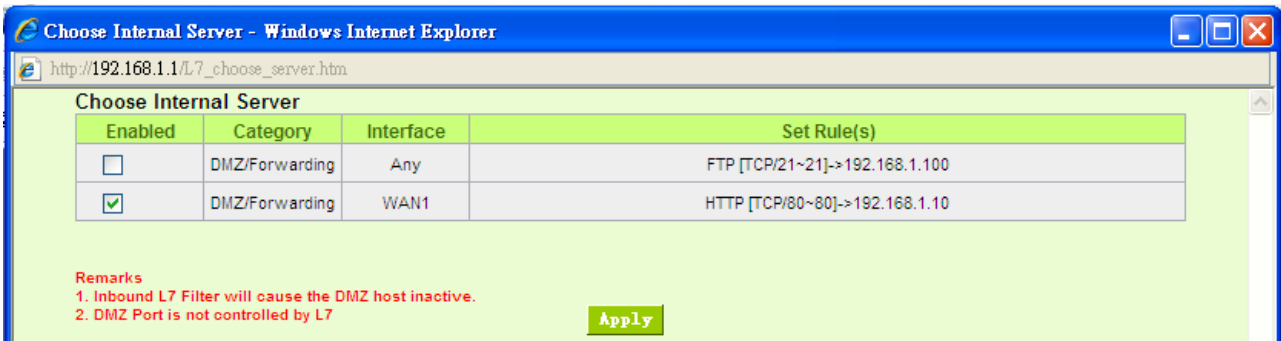 Choose Internal Server - Windows Internet Explorer
http://192.168.1.1/L7_choose_server.htm
Choose Internal Server
Enabled Category Interface Set Rule(s)
DMZ/Forwarding Any FTP [TCP/21~21]->192.168.1.100
DMZ/Forwarding WAN1 HTTP [TCP/80~80]->192.168.1.10
Remarks
1. Inbound L7 Filter will cause the DMZ host inactive.
2. DMZ Port is not controlled by L7
Apply